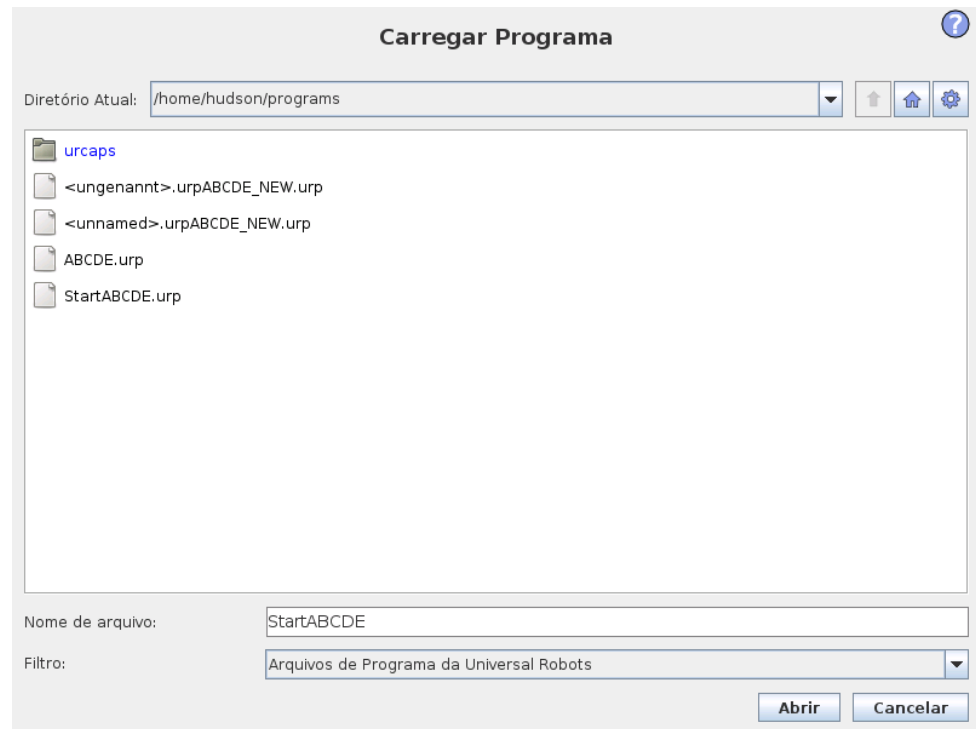 Carregar Programa
?
Diretório Atual: /home/hudson/programs
urcaps
<ungenannt>.urpABCDE_NEW.urp
<unnamed>.urpABCDE_NEW.urp
ABCDE.urp
StartABCDE.urp
Nome de arquivo: StartABCDE
Filtro: Arquivos de Programa da Universal Robots
Abrir Cancelar